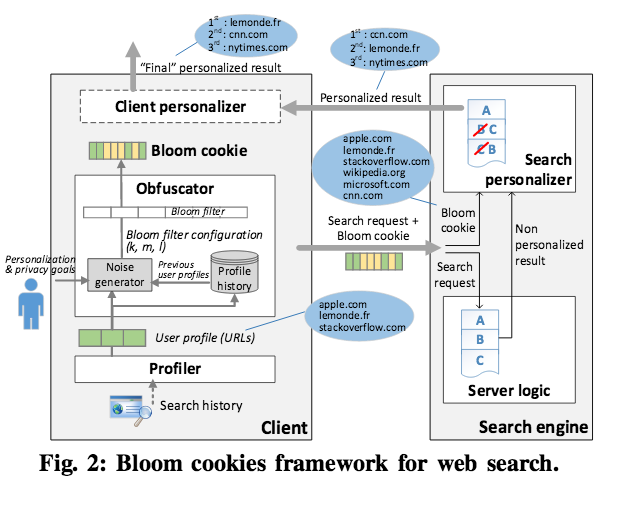 1st : lemonde.fr
2nd : cnn.com
3rd : nytimes.com
1st : ccn.com
2nd: lemonde.fr
3rd : nytimes.com
"Final" personalized result
Client personalizer
Personalized result
Bloom cookie
Obfuscator
Bloom filter
Bloom filter configuration
(k, m, l)
Personalization
& privacy goals
Noise
generator
Previous
user profiles
Profile
history
User profile (URLs)
Profiler
Search history
Client
apple.com
lemonde.fr
stackoverflow.com
wikipedia.org
microsoft.com
cnn.com
Search request +
Bloom cookie
apple.com
lemonde.fr
stackoverflow.com
A
B C
C B
Search
personalizer
Bloom
cookie
Non
personalized
result
Search
request
A
B
C
Server logic
Search engine
Fig. 2: Bloom cookies framework for web search.